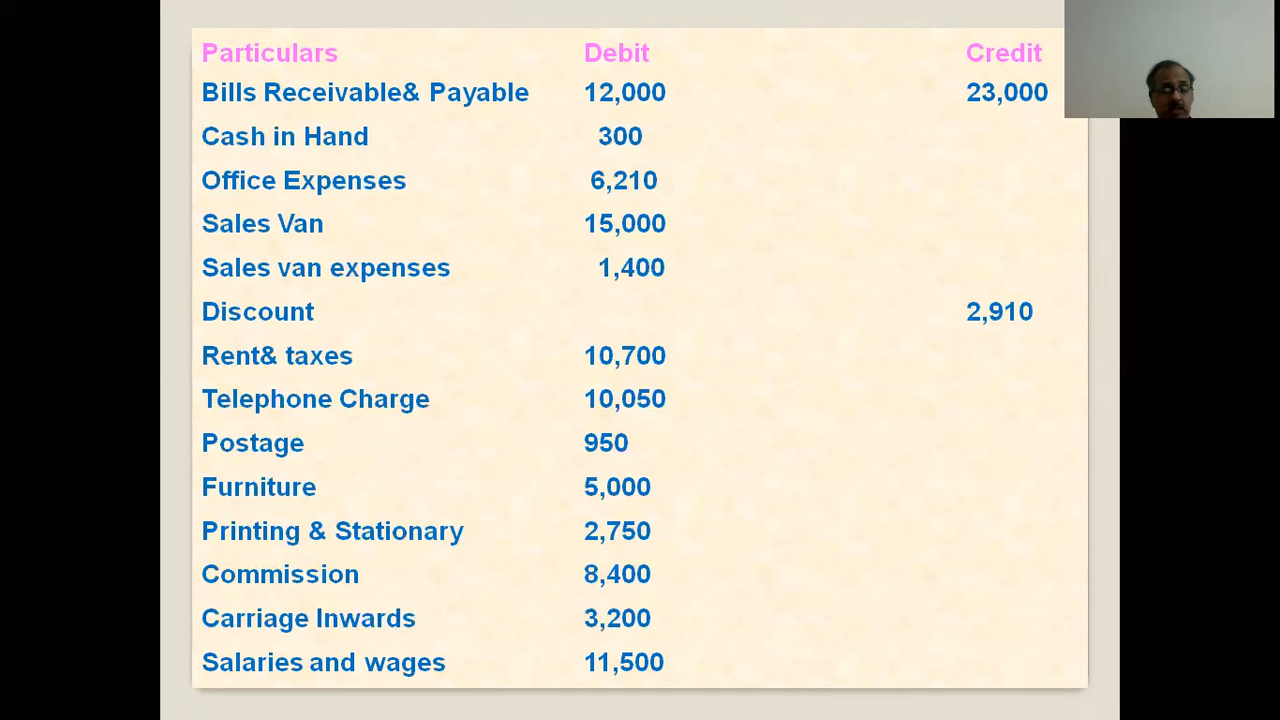 Particulars Debit Credit
Bills Receivable& Payable 12,000 23,000
Cash in Hand 300
Office Expenses 6,210
Sales Van 15,000
Sales van expenses 1,400
Discount 2,910
Rent& taxes 10,700
Telephone Charge 10,050
Postage 950
Furniture 5,000
Printing & Stationary 2,750
Commission 8,400
Carriage Inwards 3,200
Salaries and wages 11,500